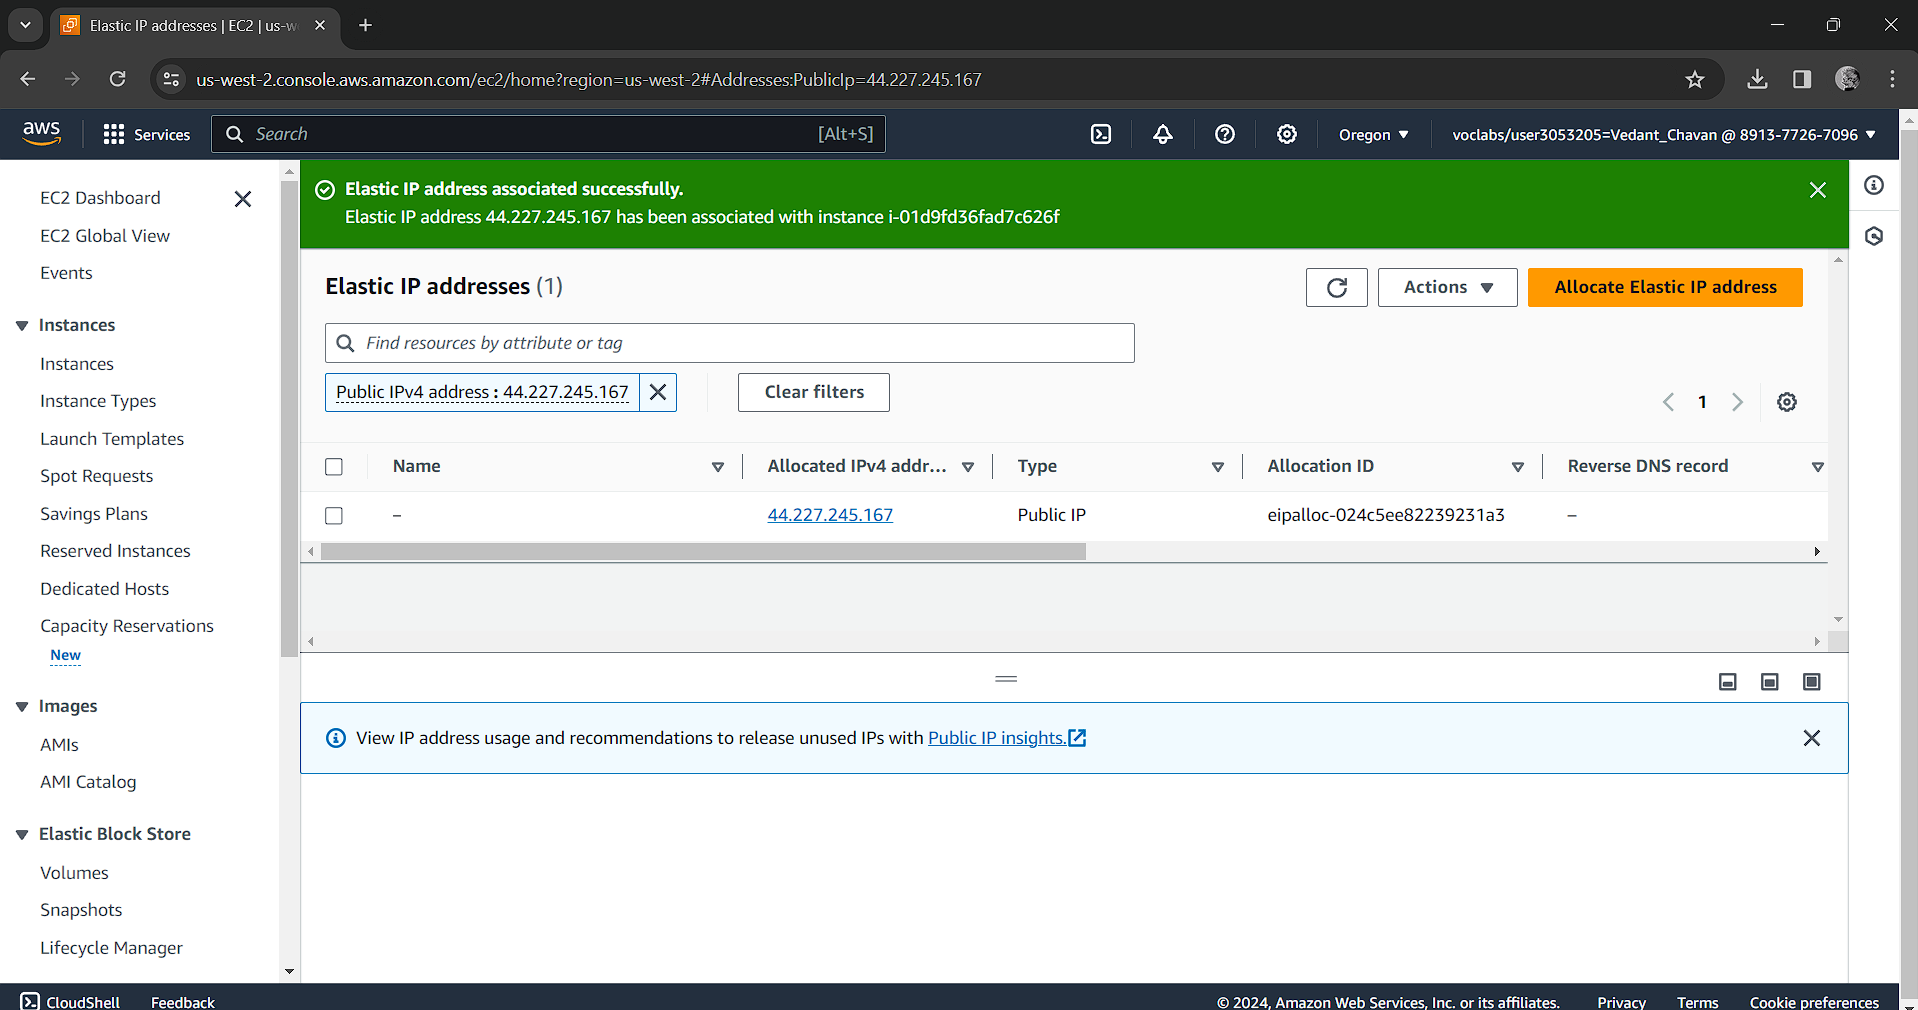 Elastic IP addresses | EC2 | us-w
us-west-2.console.aws.amazon.com/ec2/home?region=us-west-2#Addresses:PublicIp=44.227.245.167
aws
Services
Search
[Alt+S]
Oregon
voclabs/user3053205=Vedant_Chavan @ 8913-7726-7096
EC2 Dashboard
EC2 Global View
Events
Instances
Instances
Instance Types
Launch Templates
Spot Requests
Savings Plans
Reserved Instances
Dedicated Hosts
Capacity Reservations
New
Images
AMIs
AMI Catalog
Elastic Block Store
Volumes
Snapshots
Lifecycle Manager
Elastic IP address associated successfully.
Elastic IP address 44.227.245.167 has been associated with instance i-01d9fd36fad7c626f
Elastic IP addresses (1)
Actions
Allocate Elastic IP address
Find resources by attribute or tag
Public IPv4 address : 44.227.245.167
Clear filters
1
Name
Allocated IPv4 addr...
Type
Allocation ID
Reverse DNS record
–
44.227.245.167
Public IP
eipalloc-024c5ee82239231a3
–
View IP address usage and recommendations to release unused IPs with Public IP insights.
CloudShell
Feedback
© 2024, Amazon Web Services, Inc. or its affiliates.
Privacy
Terms
Cookie preferences